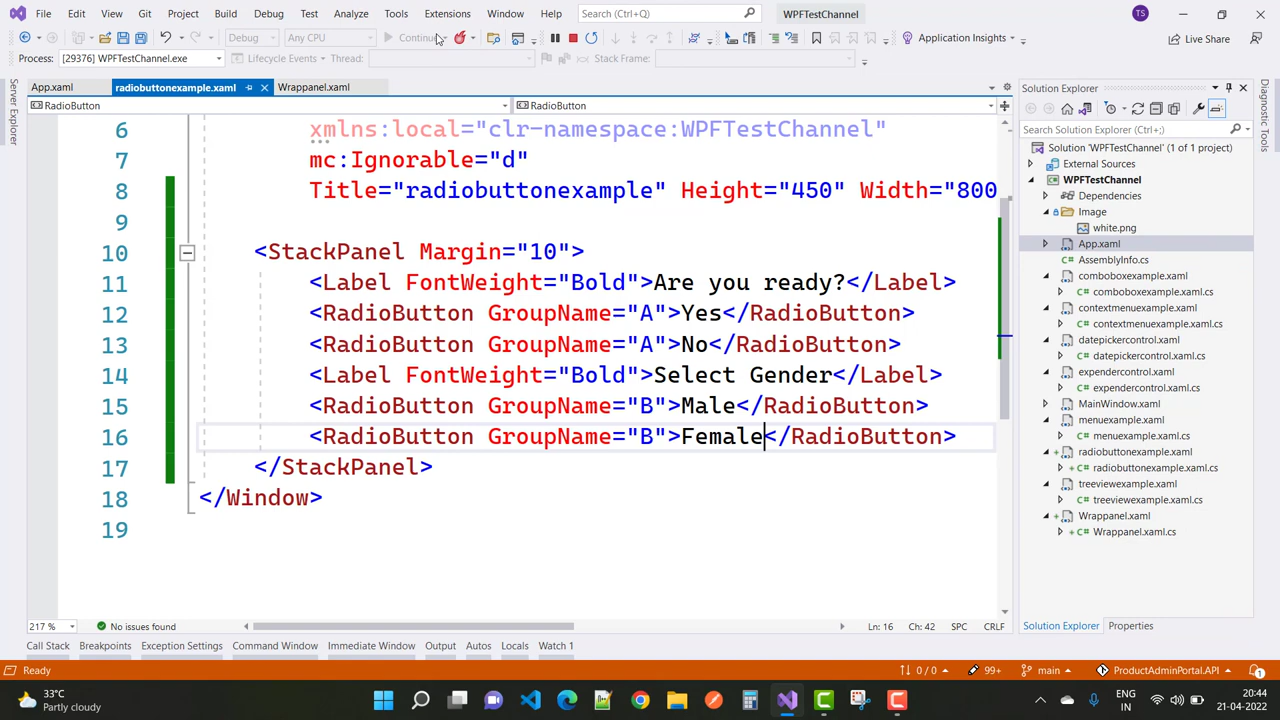 File Edit View Git Project Build Debug Test Analyze Tools Extensions Window Help Search (Ctrl+;) WPFTestChannel TS
Debug Any CPU Continue Application Insights Live Share
Process: [29376] WPFTestChannel.exe Lifecycle Events Thread: Stack Frame:
App.xaml radiobuttonexample.xaml Wrappanel.xaml
RadioButton RadioButton
Server Explorer
6 xmlns:local="clr-namespace:WPFTestChannel"
7 mc:Ignorable="d"
8 Title="radiobuttonexample" Height="450" Width="800
9
10 <StackPanel Margin="10">
11 <Label FontWeight="Bold">Are you ready?</Label>
12 <RadioButton GroupName="A">Yes</RadioButton>
13 <RadioButton GroupName="A">No</RadioButton>
14 <Label FontWeight="Bold">Select Gender</Label>
15 <RadioButton GroupName="B">Male</RadioButton>
16 <RadioButton GroupName="B">Female</RadioButton>
17 </StackPanel>
18 </Window>
19
217 % No issues found Ln: 16 Ch: 42 SPC CRLF
Solution Explorer
Search Solution Explorer (Ctrl+;)
Solution 'WPFTestChannel' (1 of 1 project)
External Sources
WPFTestChannel
Dependencies
Image
white.png
App.xaml
AssemblyInfo.cs
comboboxexample.xaml
comboboxexample.xaml.cs
contextmenuexample.xaml
contextmenuexample.xaml.cs
datepickercontrol.xaml
datepickercontrol.xaml.cs
expendercontrol.xaml
expendercontrol.xaml.cs
MainWindow.xaml
menuexample.xaml
menuexample.xaml.cs
radiobuttonexample.xaml
radiobuttonexample.xaml.cs
treeviewexample.xaml
treeviewexample.xaml.cs
Wrappanel.xaml
Wrappanel.xaml.cs
Solution Explorer Properties
Diagnostic Tools
Call Stack Breakpoints Exception Settings Command Window Immediate Window Output Autos Locals Watch 1
Ready 0 / 0 99+ main ProductAdminPortal.API 1
33°C
Partly cloudy
ENG
IN
20:44
21-04-2022